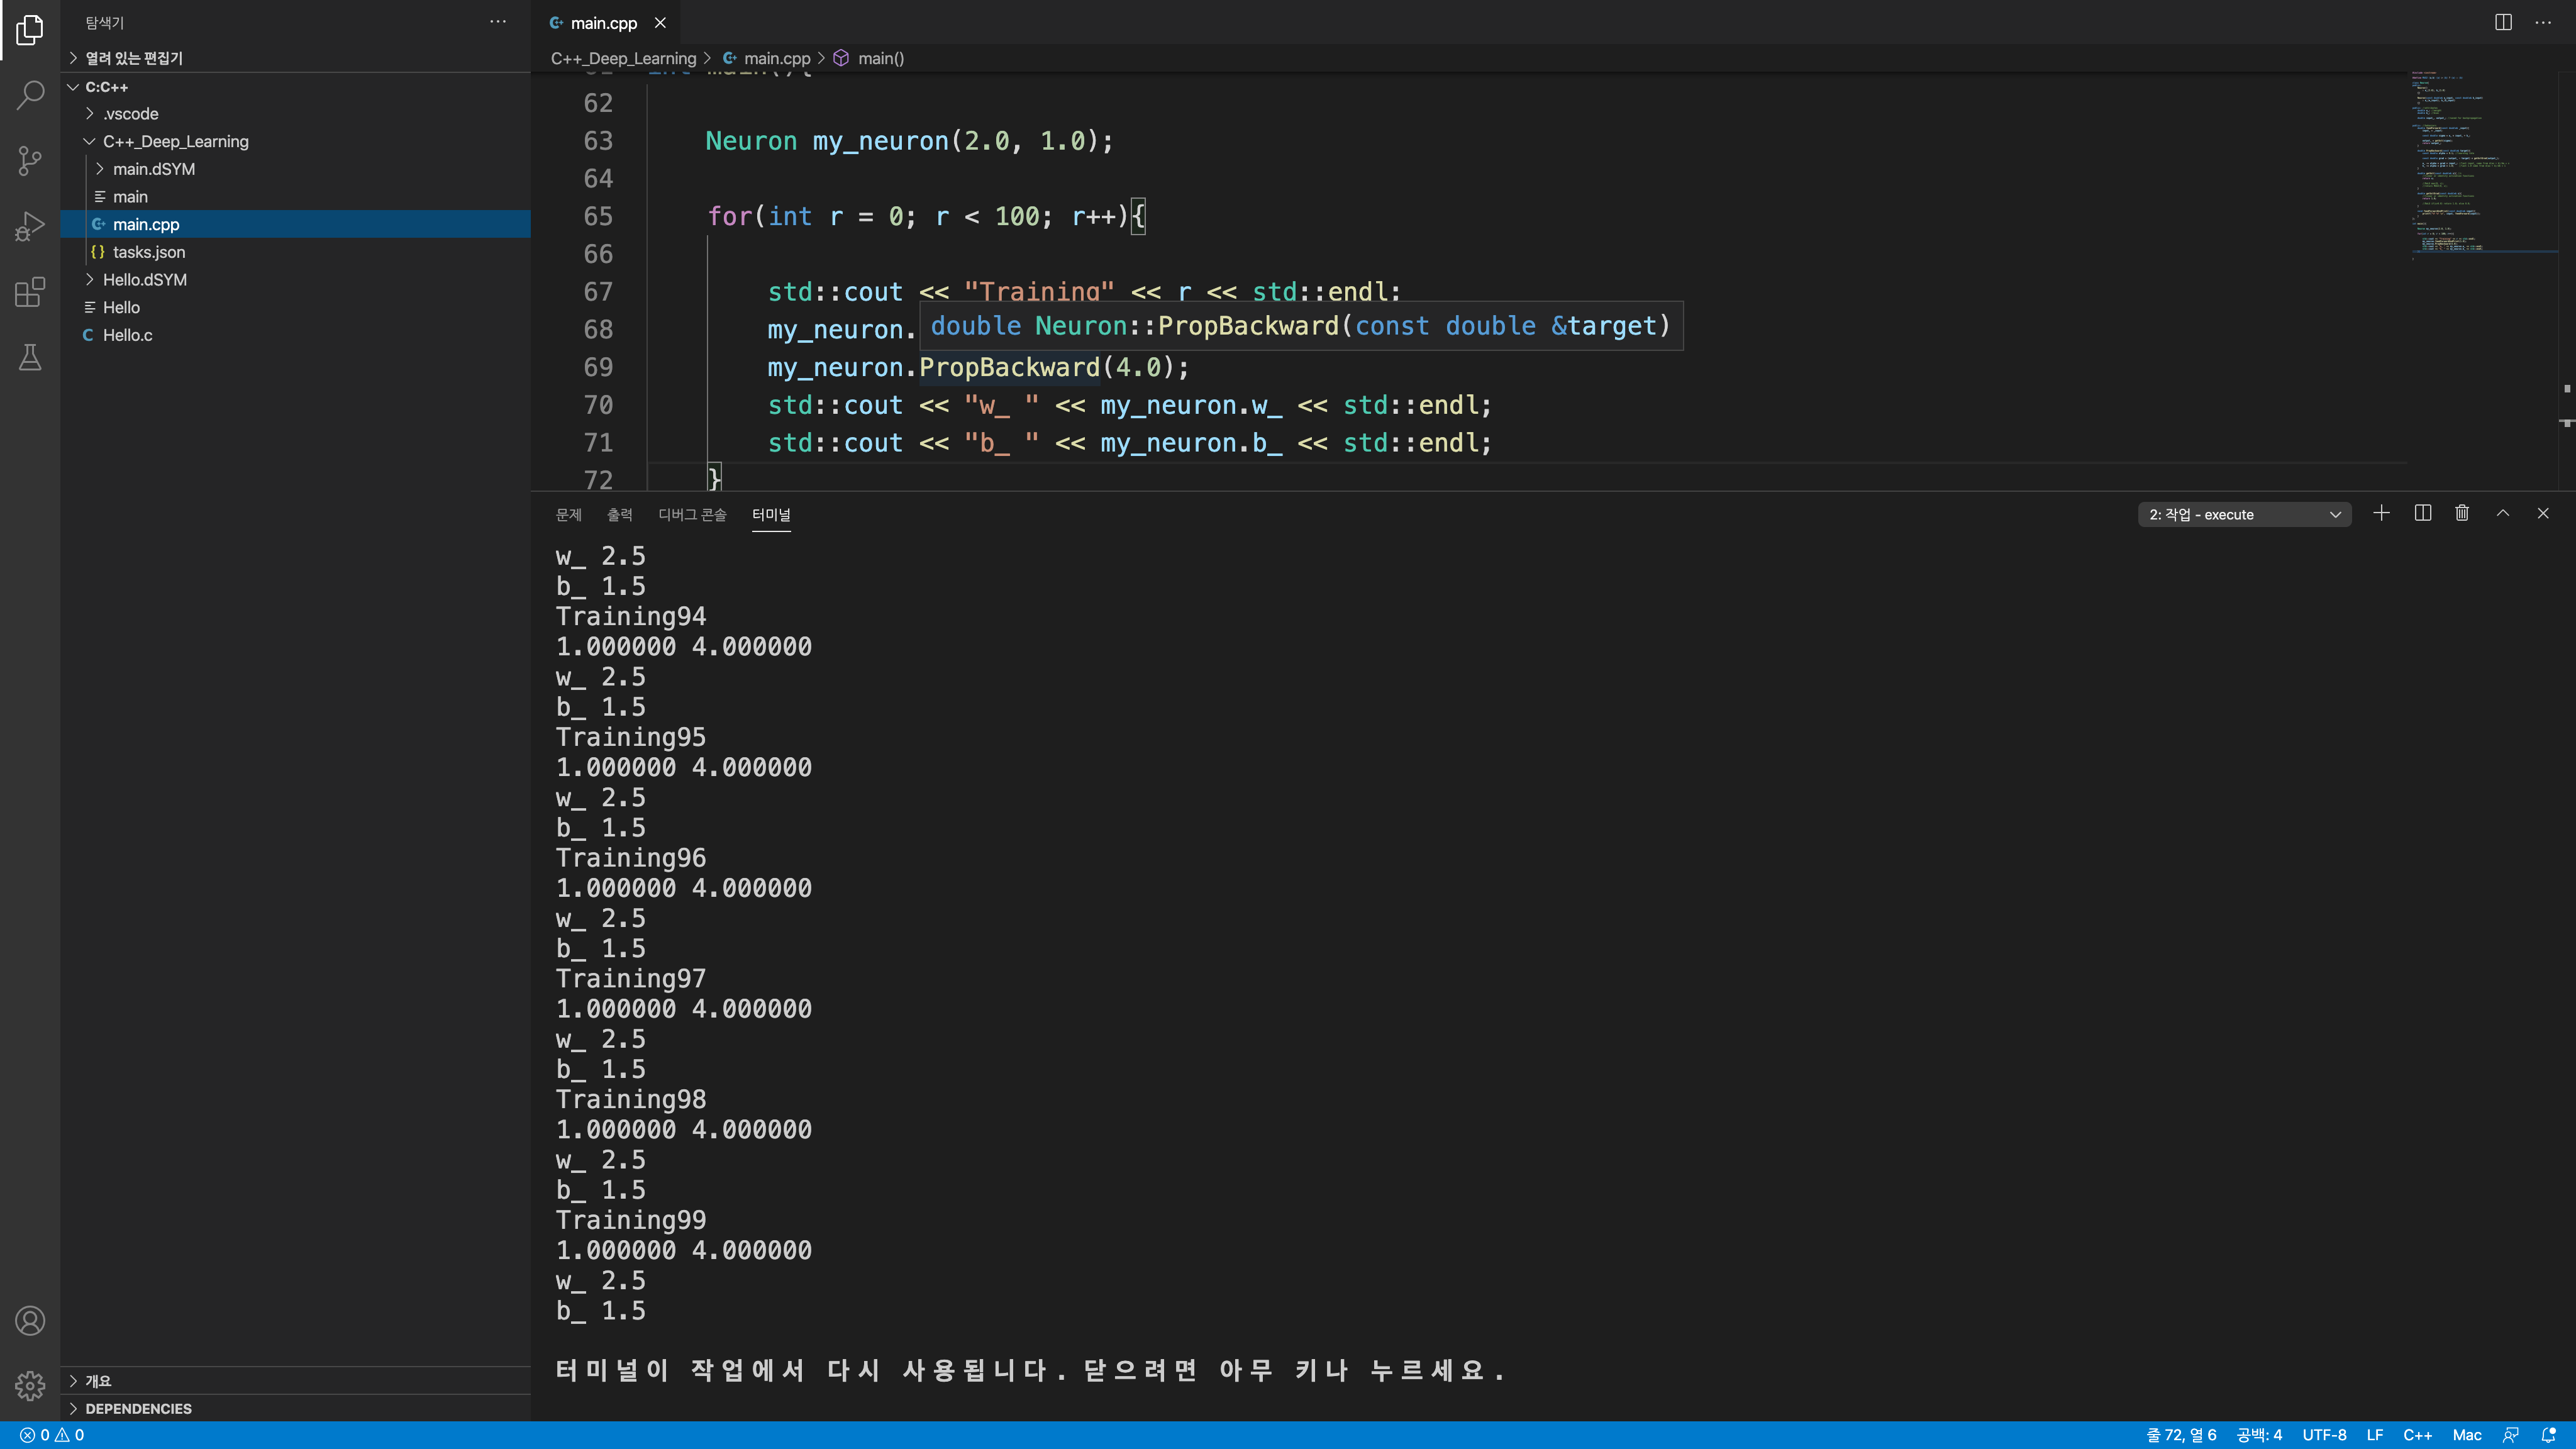 탐색기
열려 있는 편집기
C:C++
.vscode
C++_Deep_Learning
main.dSYM
main
main.cpp
tasks.json
Hello.dSYM
Hello
C Hello.c
개요
DEPENDENCIES
main.cpp
C++_Deep_Learning > main.cpp > main()
61 int main(){
62
63 Neuron my_neuron(2.0, 1.0);
64
65 for(int r = 0; r < 100; r++){
66
67 std::cout << "Training" << r << std::endl;
68 my_neuron.
double Neuron::PropBackward(const double &target)
69 my_neuron.PropBackward(4.0);
70 std::cout << "w_ " << my_neuron.w_ << std::endl;
71 std::cout << "b_ " << my_neuron.b_ << std::endl;
72 }
문제 출력 디버그 콘솔 터미널
2: 작업 - execute
w_ 2.5
b_ 1.5
Training94
1.000000 4.000000
w_ 2.5
b_ 1.5
Training95
1.000000 4.000000
w_ 2.5
b_ 1.5
Training96
1.000000 4.000000
w_ 2.5
b_ 1.5
Training97
1.000000 4.000000
w_ 2.5
b_ 1.5
Training98
1.000000 4.000000
w_ 2.5
b_ 1.5
Training99
1.000000 4.000000
w_ 2.5
b_ 1.5
터미널이 작업에서 다시 사용됩니다. 닫으려면 아무 키나 누르세요.
0 0
줄 72, 열 6 공백: 4 UTF-8 LF C++ Mac